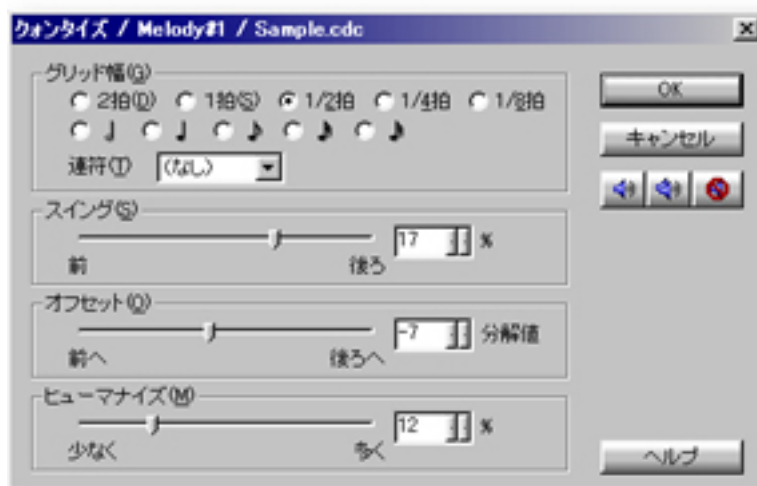 クォンタイズ / Melody#1 / Sample.cdc
グリッド幅(G)
2拍(D) 1拍(S) 1/2拍 1/4拍 1/8拍
連符(T) (なし)
スイング(S)
17 %
前 後ろ
オフセット(O)
-7 分解値
前へ 後ろへ
ヒューマナイズ(M)
12 %
少なく 多く
OK
キャンセル
ヘルプ